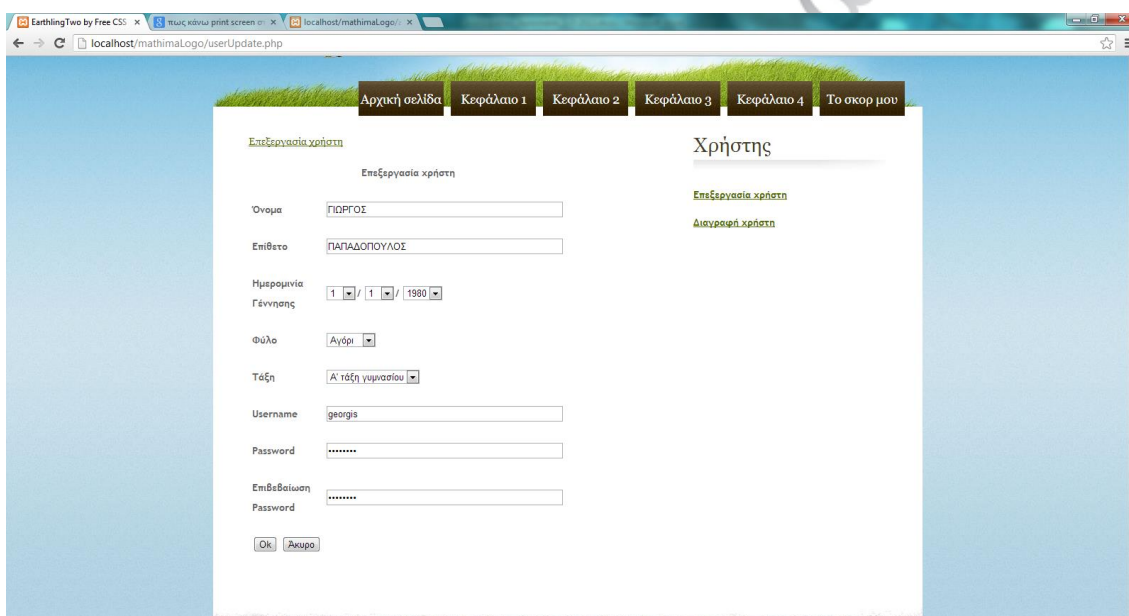 EarthlingTwo by Free CSS
πως κάνω print screen σ
localhost/mathimaLogo/
localhost/mathimaLogo/userUpdate.php
Αρχική σελίδα Κεφάλαιο 1 Κεφάλαιο 2 Κεφάλαιο 3 Κεφάλαιο 4 Το σκορ μου
Επεξεργασία χρήστη
Επεξεργασία χρήστη
Όνομα ΓΙΩΡΓΟΣ
Επίθετο ΠΑΠΑΔΟΠΟΥΛΟΣ
Ημερομινία
Γέννησης
1 / 1 / 1980
Φύλο Αγόρι
Τάξη Α' τάξη γυμνασίου
Username georgis
Password ••••••••
Επιβεβαίωση
Password
••••••••
Ok Άκυρο
Χρήστης
Επεξεργασία χρήστη
Διαγραφή χρήστη